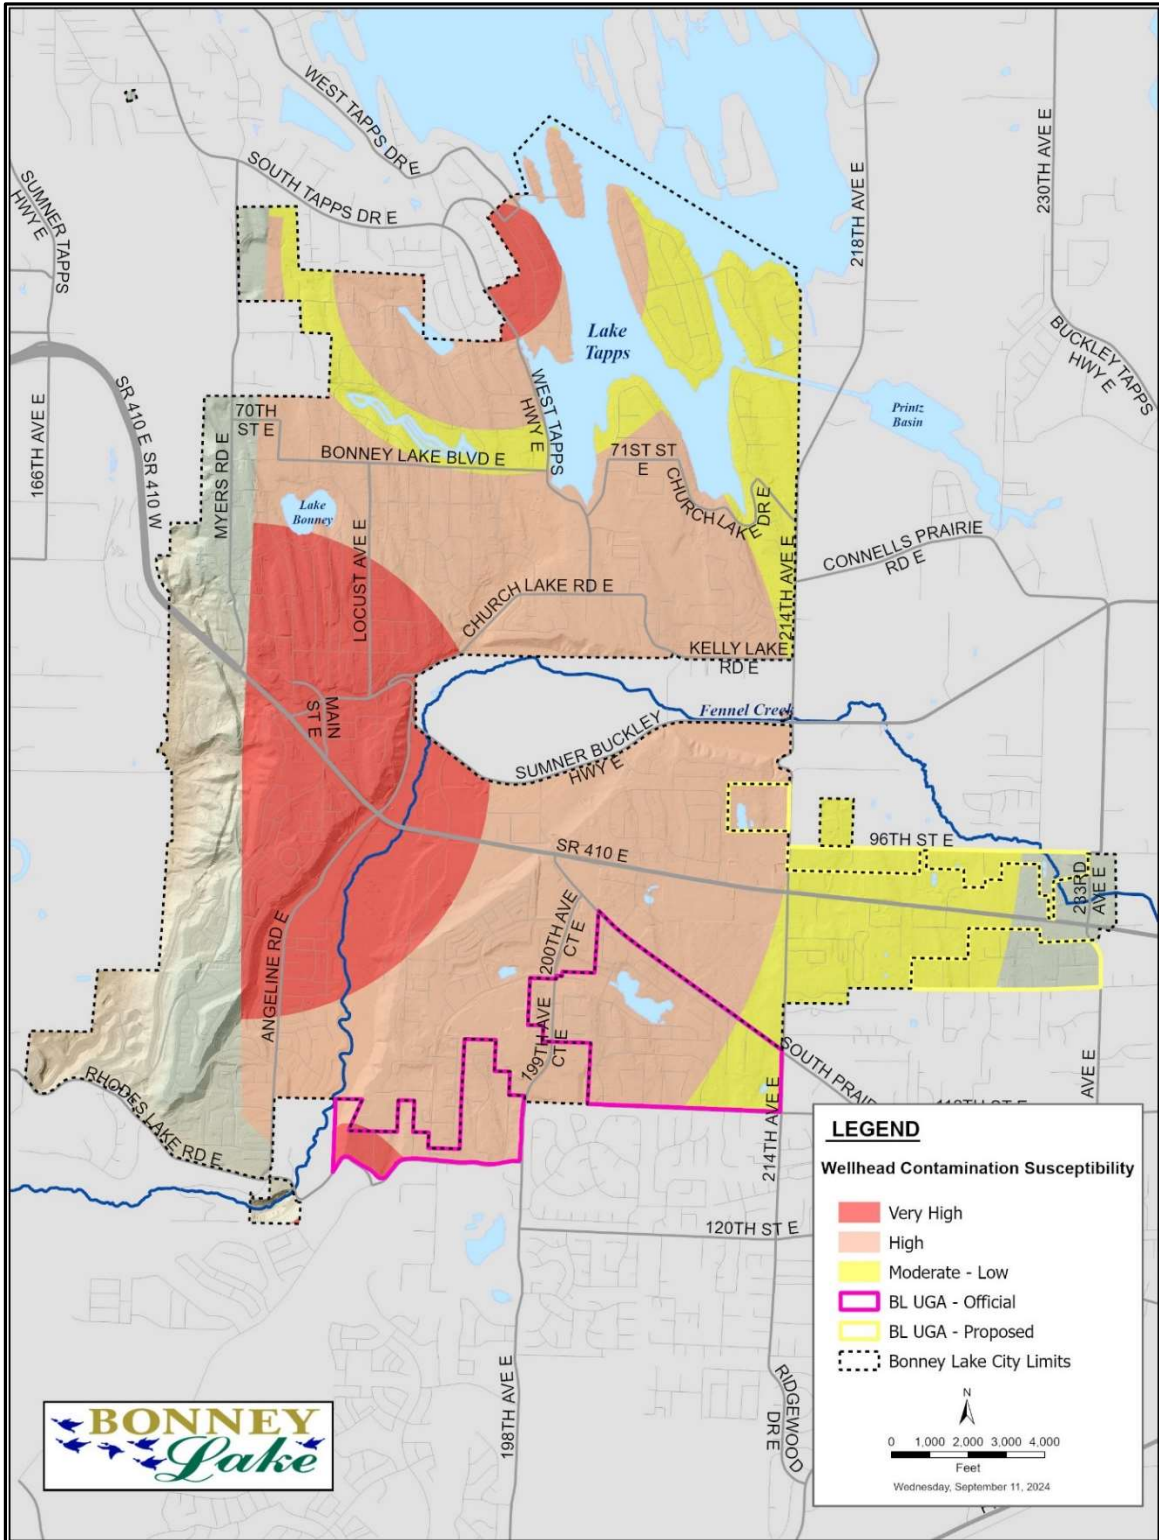 WEST TAPPS DR E
SOUTH TAPPS DR E
SUMNER TAPPS
HWY E
218TH AVE E
230TH AVE E
BUCKLEY TAPPS
HWY E
Lake
Tapps
Printz
Basin
SR 410 E SR 410 W
166TH AVE E
70TH
ST E
MYERS RD E
BONNEY LAKE BLVD E
WEST TAPPS
HWY E
71ST ST
E
CHURCH LAKE
DR E
Lake
Bonney
LOCUST AVE E
CHURCH LAKE RD E
214TH AVE E
CONNELLS PRAIRIE
RD E
KELLY LAKE
RD E
MAIN
ST E
Fennel Creek
SUMNER BUCKLEY
HWY E
SR 410 E
96TH ST E
233RD
AVE E
ANGELINE RD E
200TH AVE
CT E
199TH AVE
CT E
RHODES LAKE RD E
SOUTH PRAI
214TH AVE E
AVE E
120TH ST E
198TH AVE E
RIDGEWOOD
DR E
LEGEND
Wellhead Contamination Susceptibility
Very High
High
Moderate - Low
BL UGA - Official
BL UGA - Proposed
Bonney Lake City Limits
N
0 1,000 2,000 3,000 4,000
Feet
Wednesday, September 11, 2024
BONNEY
Lake